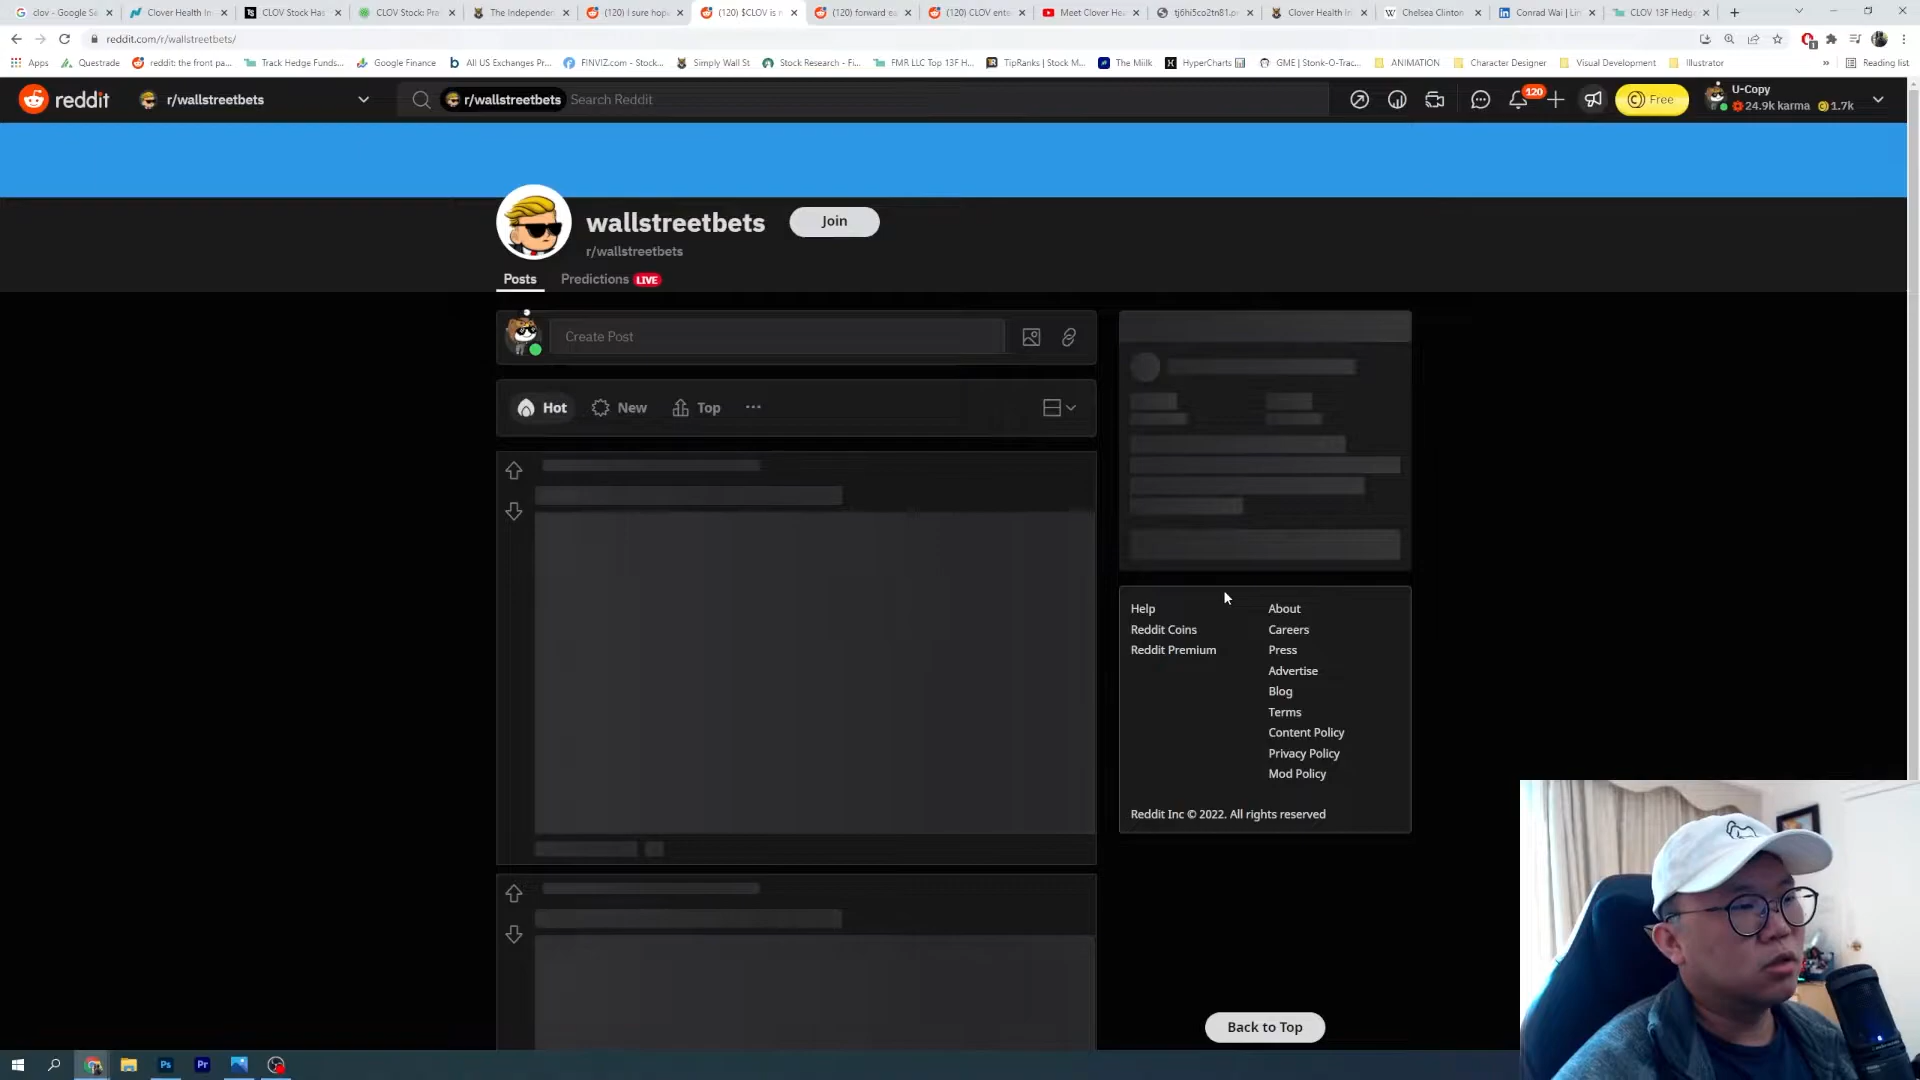 clov - Google Se
Clover Health In
CLOV Stock Has
CLOV Stock: Pra
The Independen
(120) I sure hop
(120) $CLOV is n
(120) forward ea
(120) CLOV ente
Meet Clover Hea
tj6hi5co2tn81.pn
Clover Health In
Chelsea Clinton
Conrad Wai | Lin
CLOV 13F Hedg
reddit.com/r/wallstreetbets/
Apps
Questrade
reddit: the front pa...
Track Hedge Funds...
Google Finance
All US Exchanges Pr...
FINVIZ.com - Stock...
Simply Wall St
Stock Research - Fi...
FMR LLC Top 13F H...
TipRanks | Stock M...
The Miilk
HyperCharts
GME | Stonk-O-Trac...
ANIMATION
Character Designer
Visual Development
Illustrator
»
Reading list
reddit
r/wallstreetbets
r/wallstreetbets
Search Reddit
120
Free
U-Copy
24.9k karma
1.7k
wallstreetbets
Join
r/wallstreetbets
Posts
Predictions LIVE
Create Post
Hot
New
Top
Help
About
Reddit Coins
Careers
Reddit Premium
Press
Advertise
Blog
Terms
Content Policy
Privacy Policy
Mod Policy
Reddit Inc © 2022. All rights reserved
Back to Top
Ps
Pr